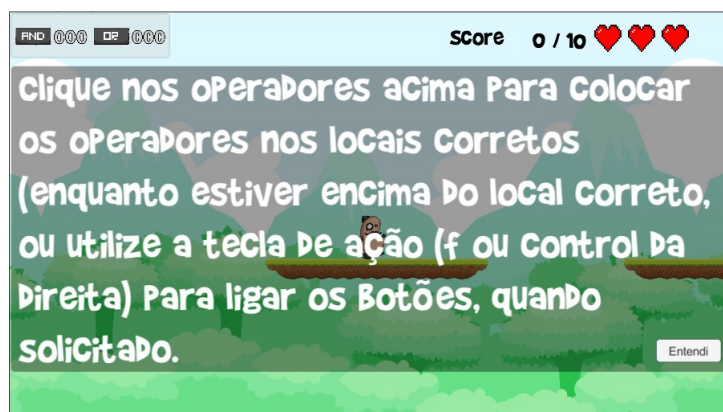 AND 000 OR 000
Score 0 / 10
Clique nos operadores acima para colocar
os operadores nos locais corretos
(enquanto estiver encima do local correto,
ou utilize a tecla de ação (f ou control da
direita) para ligar os botões, quando
solicitado.
Entendi